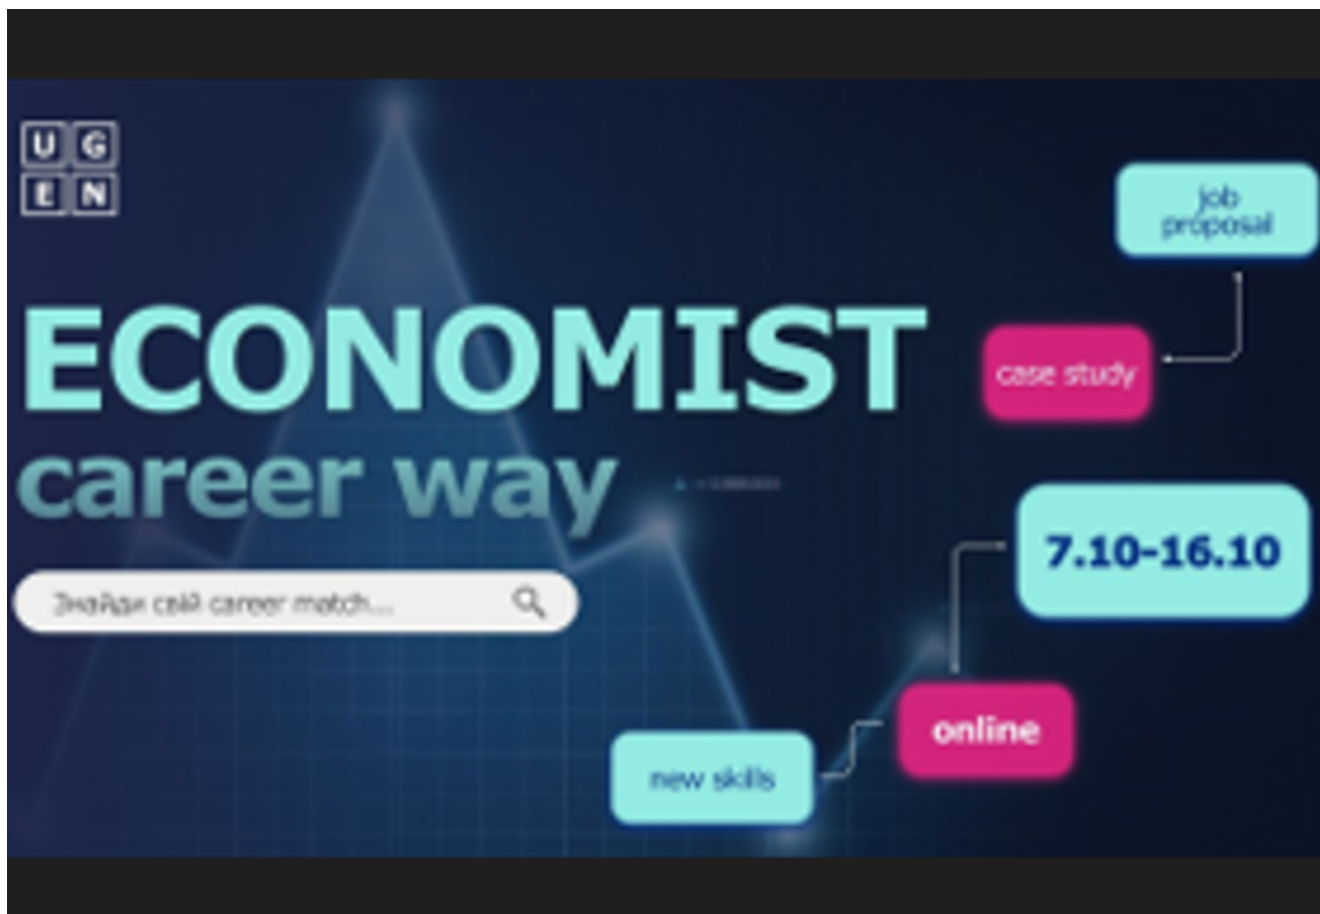 U G
E N
ECONOMIST
career way
Знайди свій career match...
job
proposal
case study
7.10-16.10
online
new skills